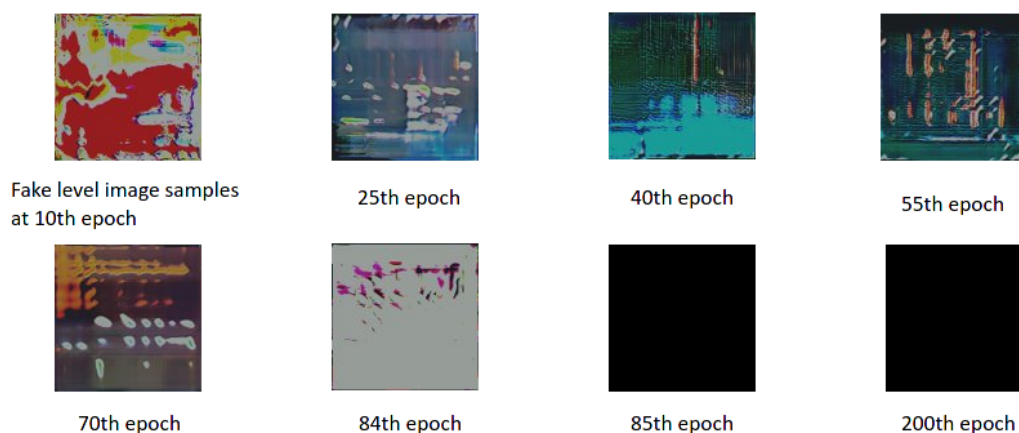 Fake level image samples
at 10th epoch
25th epoch
40th epoch
55th epoch
70th epoch
84th epoch
85th epoch
200th epoch